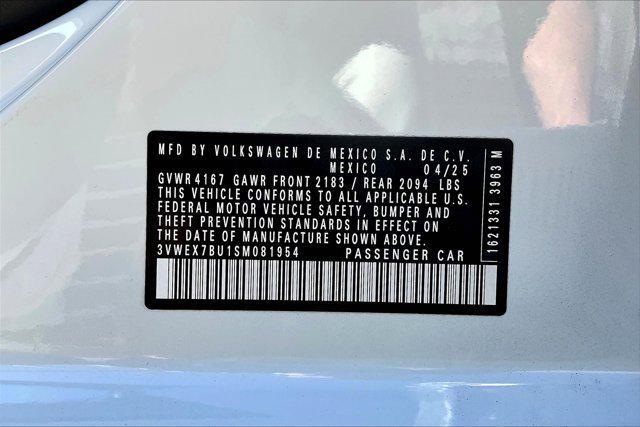 MFD BY VOLKSWAGEN DE MEXICO S.A. DE C.V.
MEXICO 04/25
GVWR 4167 GAWR FRONT 2183 / REAR 2094 LBS
THIS VEHICLE CONFORMS TO ALL APPLICABLE U.S.
FEDERAL MOTOR VEHICLE SAFETY, BUMPER AND
THEFT PREVENTION STANDARDS IN EFFECT ON
THE DATE OF MANUFACTURE SHOWN ABOVE.
3VWEX7BU1SM081954 PASSENGER CAR
1621331 3963 M